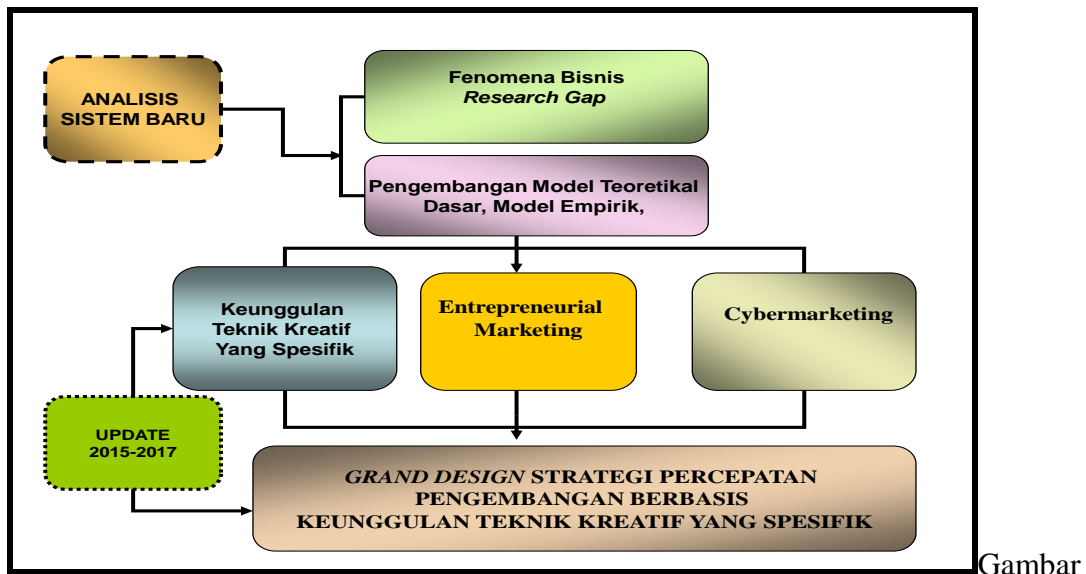 ANALISIS
SISTEM BARU
Fenomena Bisnis
Research Gap
Pengembangan Model Teoretikal
Dasar, Model Empirik,
Keunggulan
Teknik Kreatif
Yang Spesifik
Entrepreneurial
Marketing
Cybermarketing
UPDATE
2015-2017
GRAND DESIGN STRATEGI PERCEPATAN
PENGEMBANGAN BERBASIS
KEUNGGULAN TEKNIK KREATIF YANG SPESIFIK
Gambar